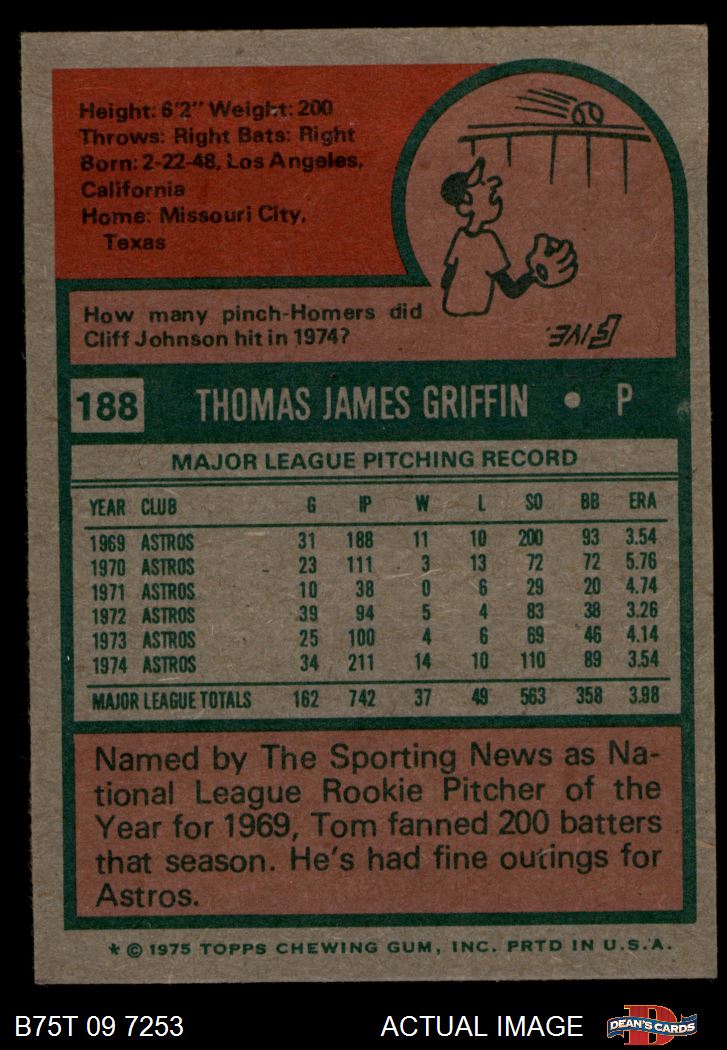 Height: 6'2" Weight: 200
Throws: Right Bats: Right
Born: 2-22-48, Los Angeles,
California
Home: Missouri City,
Texas
How many pinch-Homers did
Cliff Johnson hit in 1974?
FIVE.
188 THOMAS JAMES GRIFFIN • P
MAJOR LEAGUE PITCHING RECORD
YEAR CLUB G IP W L SO BB ERA
1969 ASTROS 31 188 11 10 200 93 3.54
1970 ASTROS 23 111 3 13 72 72 5.76
1971 ASTROS 10 38 0 6 29 20 4.74
1972 ASTROS 39 94 5 4 83 38 3.26
1973 ASTROS 25 100 4 6 69 46 4.14
1974 ASTROS 34 211 14 10 110 89 3.54
MAJOR LEAGUE TOTALS 162 742 37 49 563 358 3.98
Named by The Sporting News as Na-
tional League Rookie Pitcher of the
Year for 1969, Tom fanned 200 batters
that season. He's had fine outings for
Astros.
* © 1975 TOPPS CHEWING GUM, INC. PRTD IN U.S.A.
B75T 09 7253 ACTUAL IMAGE DEAN'S CARDS